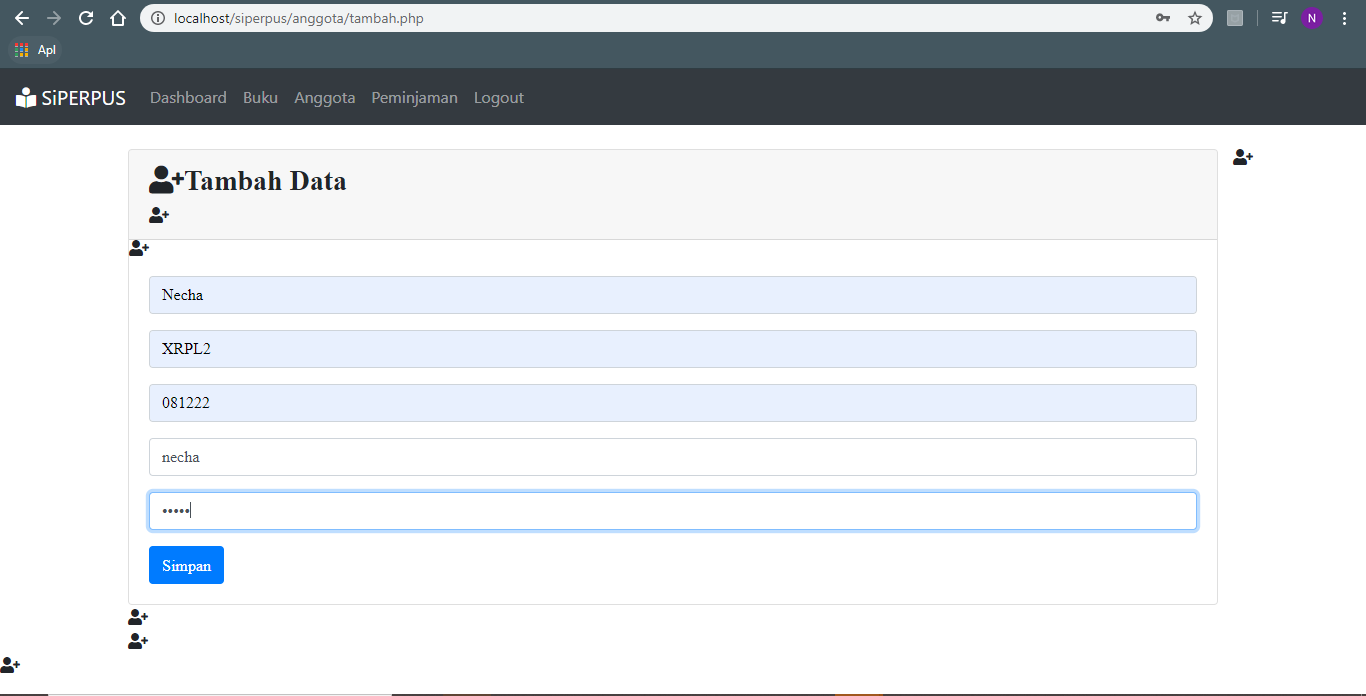 localhost/siperpus/anggota/tambah.php
N
Apl
SiPERPUS Dashboard Buku Anggota Peminjaman Logout
Tambah Data
Necha
XRPL2
081222
necha
•••••
Simpan